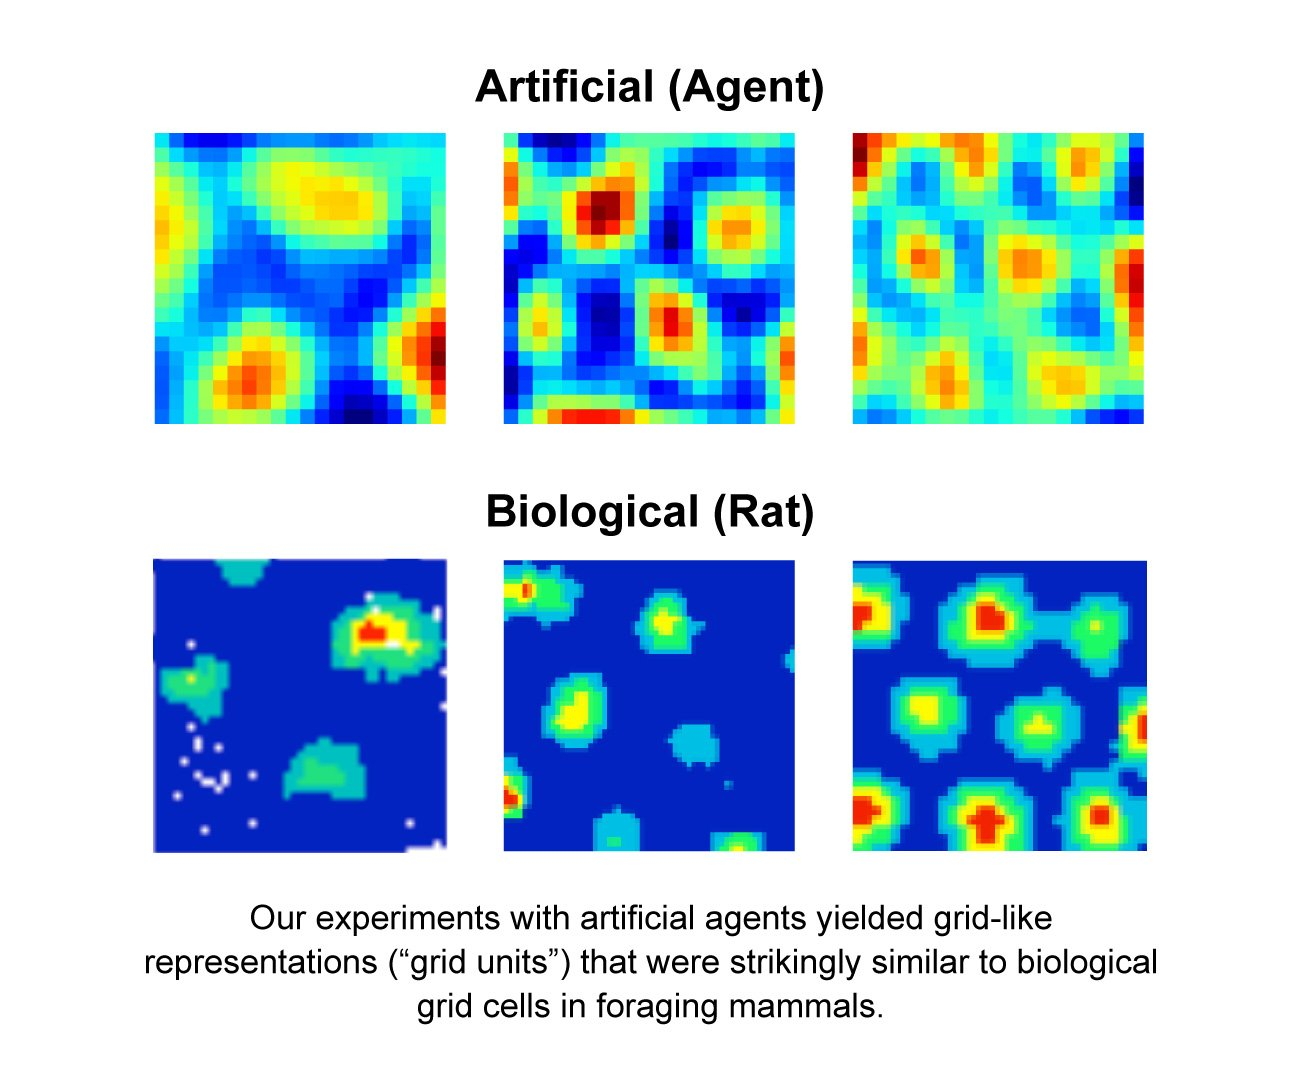 Artificial (Agent)
Biological (Rat)
Our experiments with artificial agents yielded grid-like
representations (“grid units”) that were strikingly similar to biological
grid cells in foraging mammals.